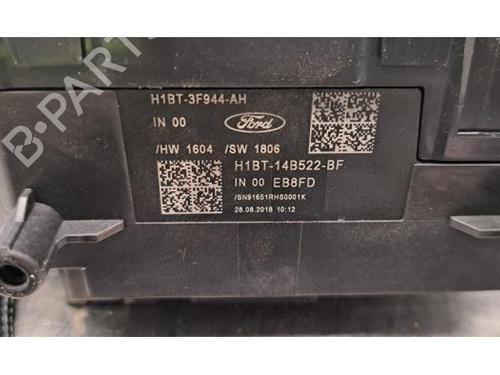 H1BT-3F944-AH
IN 00
Ford
/HW 1604 /SW 1806
H1BT-14B522-BF
IN 00 EB8FD
/SN91651RHS0001K
28.08.2018 10:12